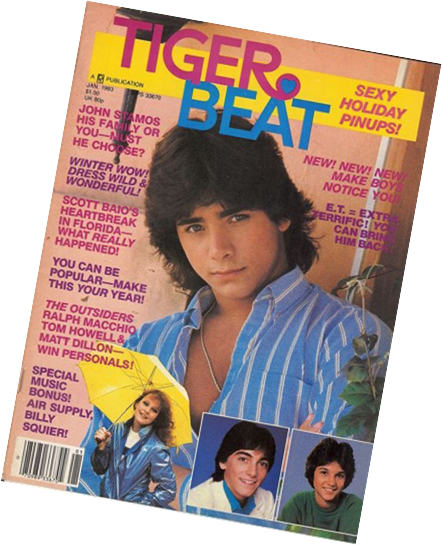 TIGER
BEAT
A PUBLICATION
JAN. 1983
$1.50
UK 90p
PS 33670
SEXY
HOLIDAY
PINUPS!
JOHN STAMOS
HIS FAMILY OR
YOU—MUST
HE CHOOSE?
WINTER WOW!
DRESS WILD &
WONDERFUL!
SCOTT BAIO'S
HEARTBREAK
IN FLORIDA—
WHAT REALLY
HAPPENED!
YOU CAN BE
POPULAR—MAKE
THIS YOUR YEAR!
THE OUTSIDERS
RALPH MACCHIO
TOM HOWELL &
MATT DILLON—
WIN PERSONALS!
SPECIAL
MUSIC
BONUS!
AIR SUPPLY,
BILLY
SQUIER!
NEW! NEW! NEW!
MAKE BOYS
NOTICE YOU!
E.T. = EXTRA
TERRIFIC! YOU
CAN BRING
HIM BACK!
01